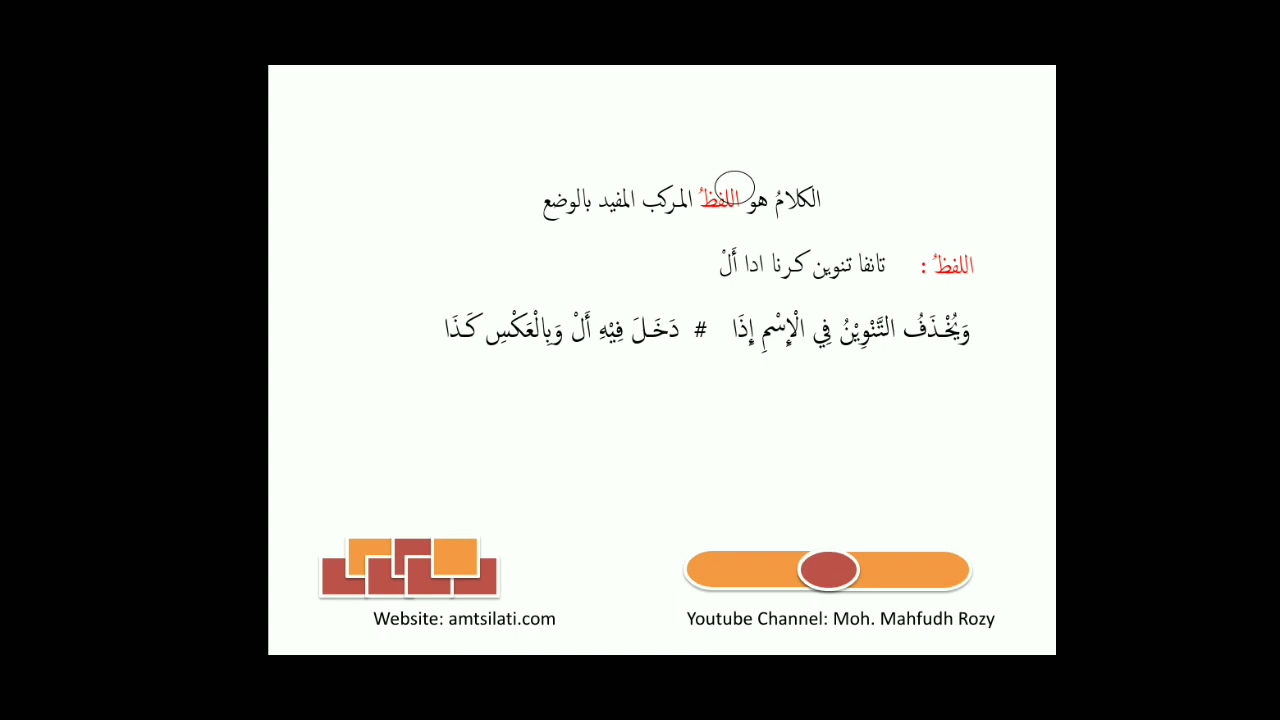 الكلامُ هو اللفظُ المركب المفيد بالوضع
اللفظُ : تانفا تنوين كرنا ادا أَلْ
وَيُحْذَفُ التَّنْوِيْنُ فِي الْإِسْمِ إِذَا # دَخَلَ فِيْهِ أَلْ وَبِالْعَكْسِ كَذَا
Website: amtsilati.com
Youtube Channel: Moh. Mahfudh Rozy